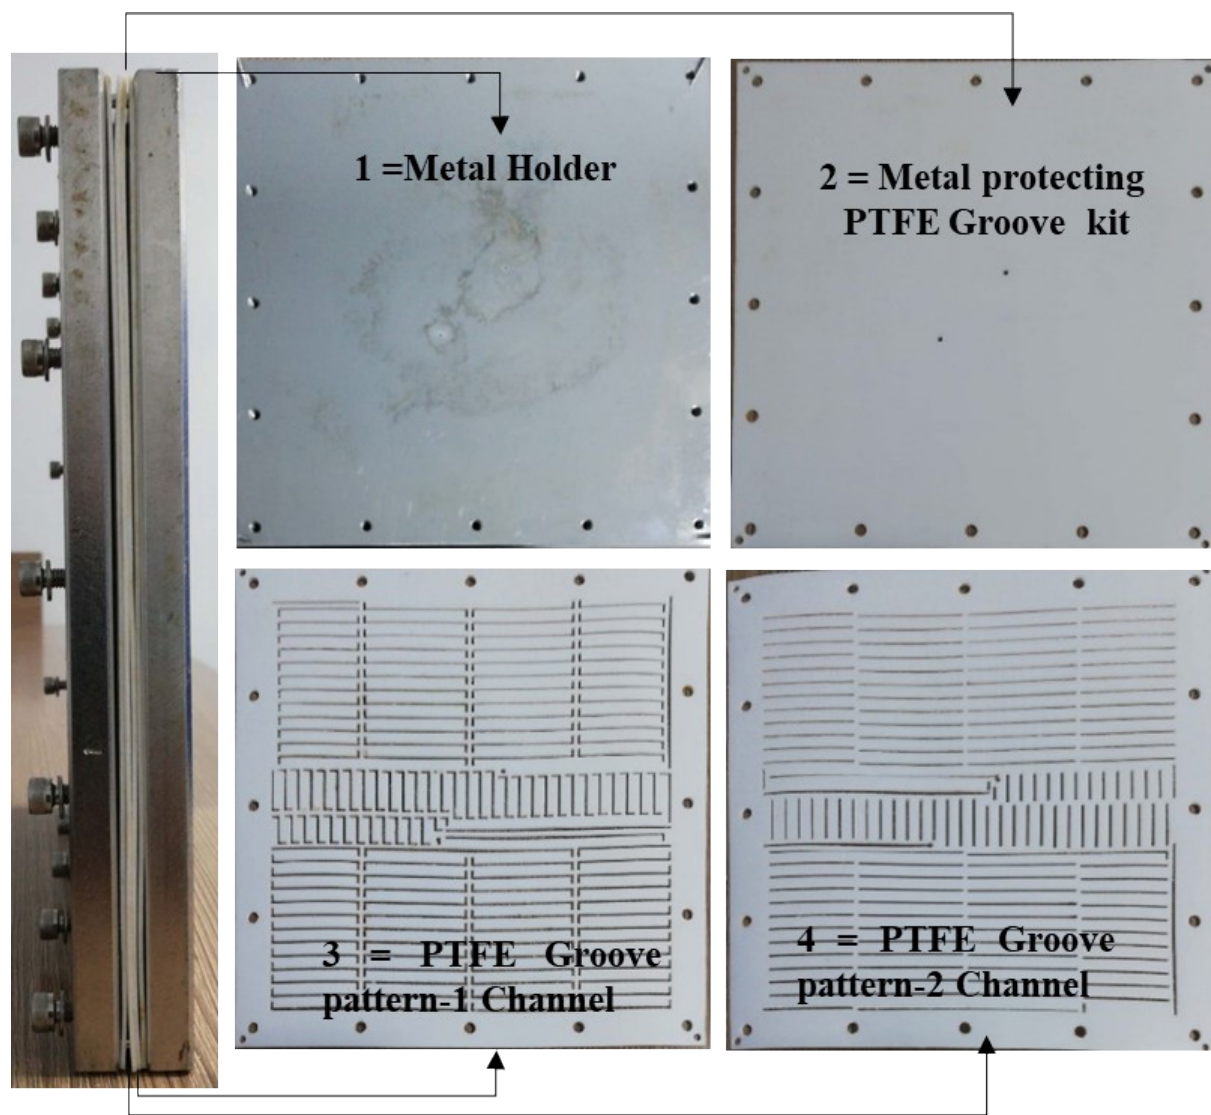 1 =Metal Holder
2 = Metal protecting
PTFE Groove kit
3 = PTFE Groove
pattern-1 Channel
4 = PTFE Groove
pattern-2 Channel